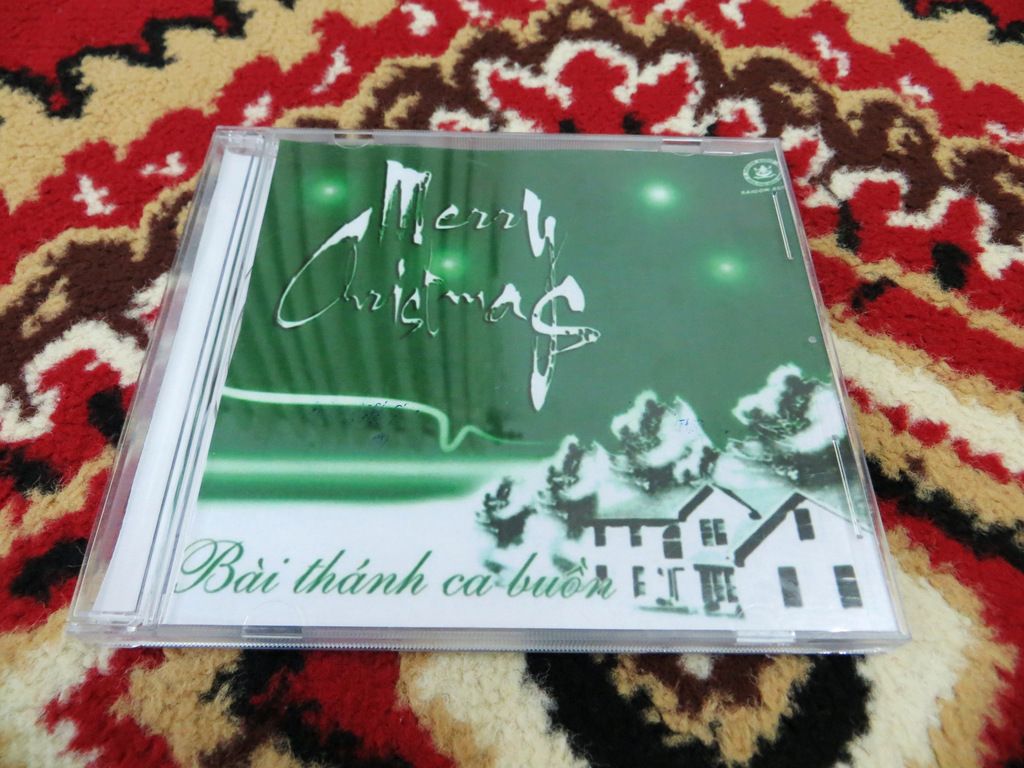 Merry
Christmas
Bài thánh ca buồn